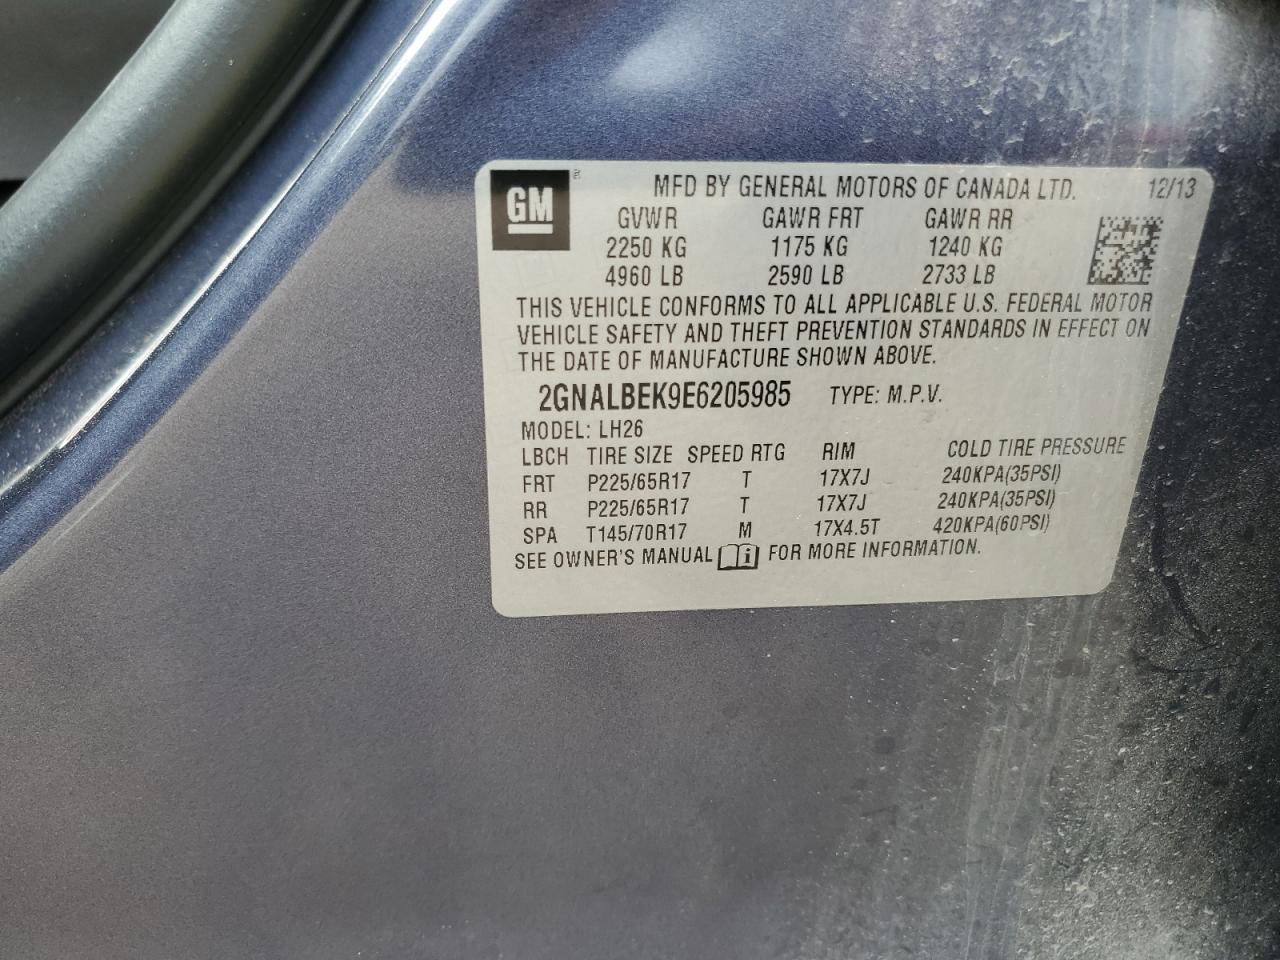 GM MFD BY GENERAL MOTORS OF CANADA LTD. 12/13
GVWR GAWR FRT GAWR RR
2250 KG 1175 KG 1240 KG
4960 LB 2590 LB 2733 LB
THIS VEHICLE CONFORMS TO ALL APPLICABLE U.S. FEDERAL MOTOR
VEHICLE SAFETY AND THEFT PREVENTION STANDARDS IN EFFECT ON
THE DATE OF MANUFACTURE SHOWN ABOVE.
2GNALBEK9E6205985 TYPE: M.P.V.
MODEL: LH26
LBCH TIRE SIZE SPEED RTG RIM COLD TIRE PRESSURE
FRT P225/65R17 T 17X7J 240KPA(35PSI)
RR P225/65R17 T 17X7J 240KPA(35PSI)
SPA T145/70R17 M 17X4.5T 420KPA(60PSI)
SEE OWNER'S MANUAL i FOR MORE INFORMATION.